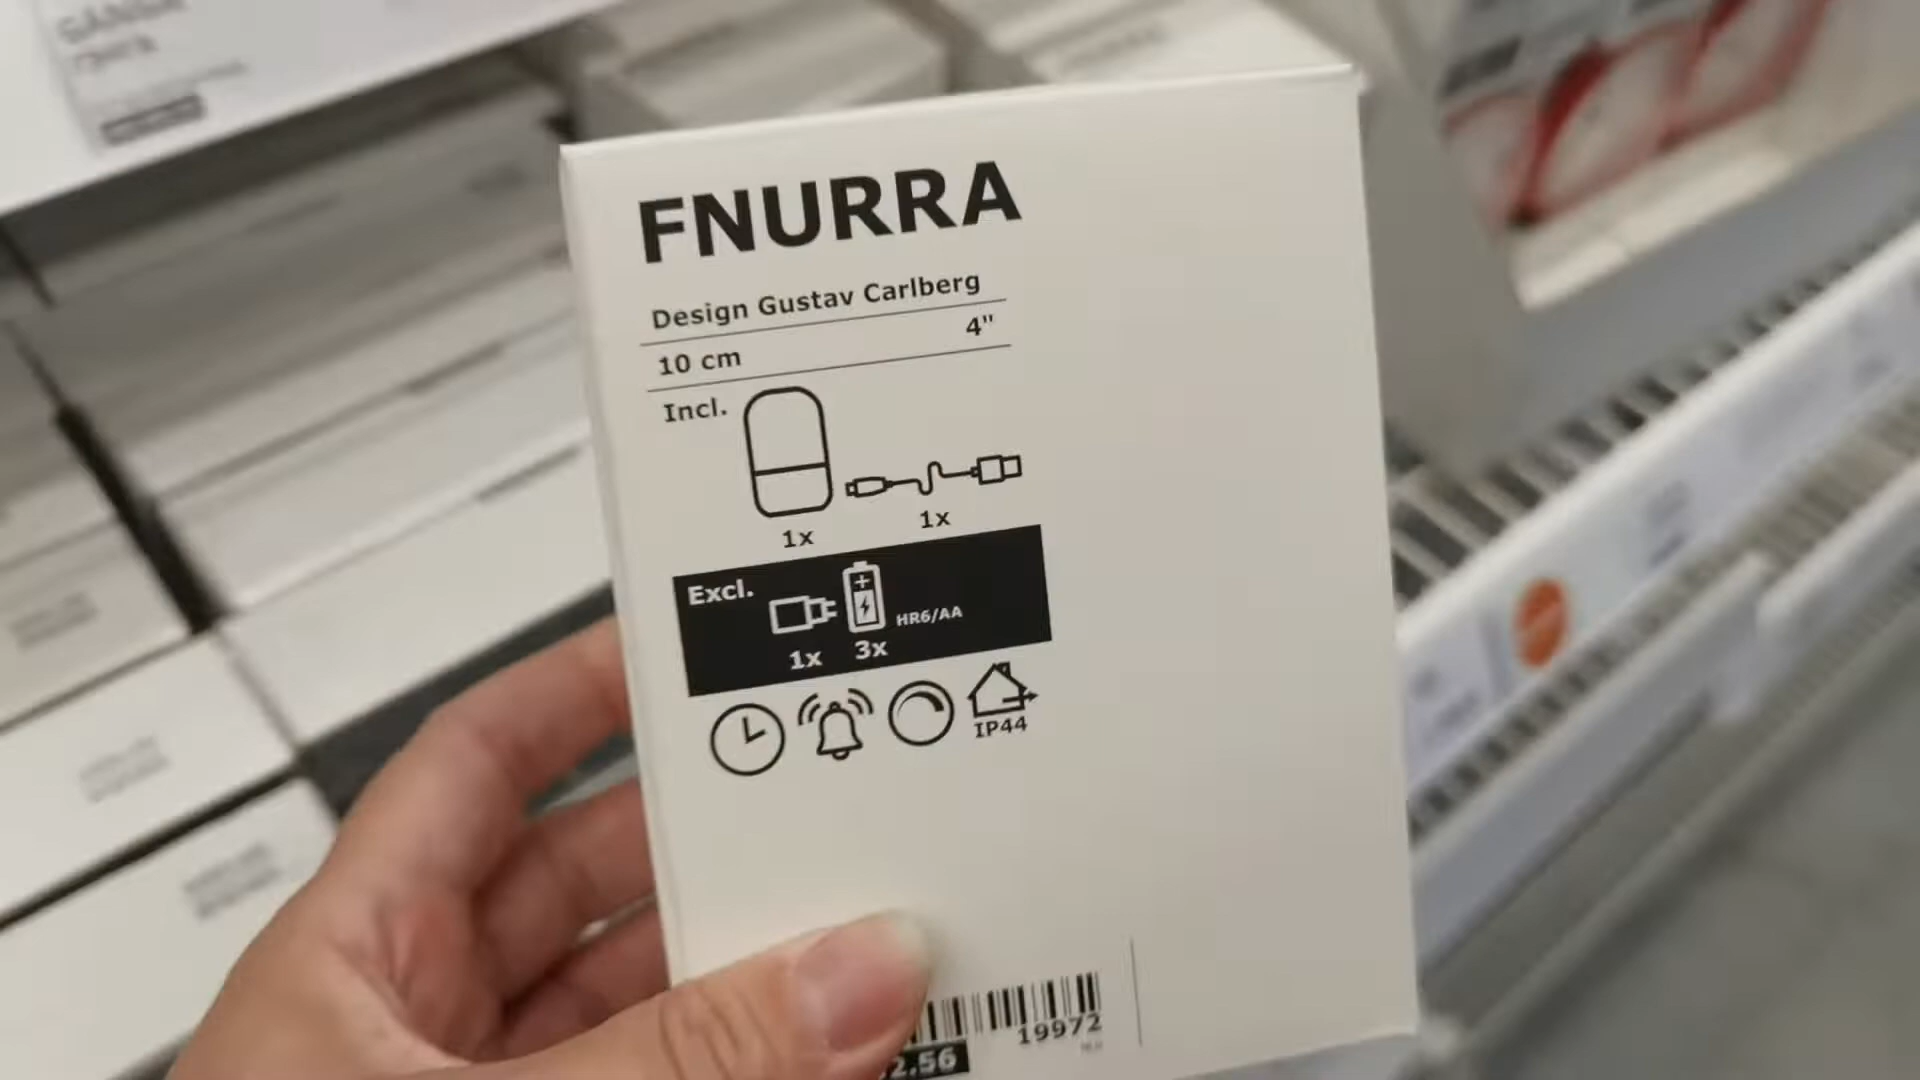 FNURRA
Design Gustav Carlberg
10 cm 4"
Incl.
1x 1x
Excl. HR6/AA
1x 3x
IP44
19972
2.56